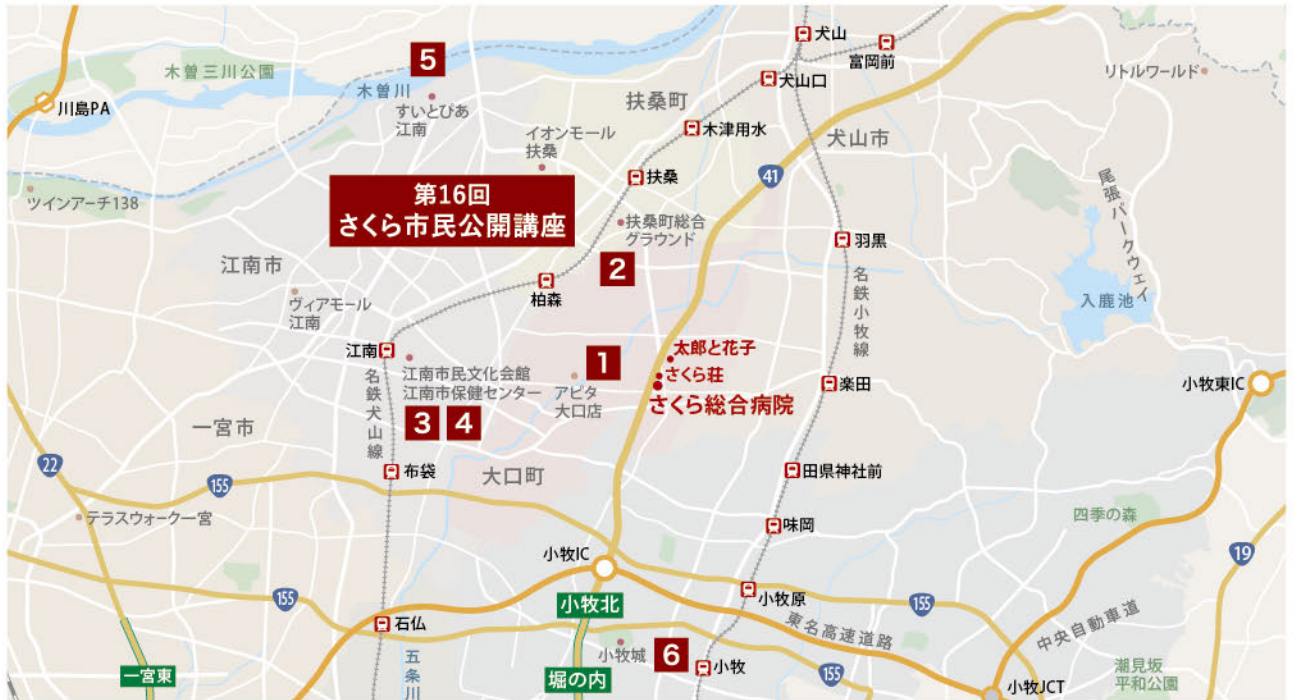 犬山
富岡前
5
木曽三川公園
リトルワールド
犬山口
木曽川
川島PA
すいとぴあ
江南
扶桑町
イオンモール
扶桑
木津用水
犬山市
扶桑
41
第16回
さくら市民公開講座
ツインアーチ138
尾張パークウェイ
扶桑町総合
グラウンド
羽黒
江南市
2
柏森
名鉄小牧線
入鹿池
ヴィアモール
江南
江南
太郎と花子
1
さくら荘
さくら総合病院
江南市民文化会館
江南市保健センター
アピタ
大口店
楽田
小牧東IC
名鉄犬山線
3
4
一宮市
22
布袋
155
大口町
田県神社前
テラスウォーク一宮
四季の森
味岡
小牧IC
19
155
小牧北
小牧原
155
東名高速道路
中央自動車道
石仏
五条川
小牧城
6
小牧
一宮東
堀の内
155
潮見坂
平和公園
小牧JCT